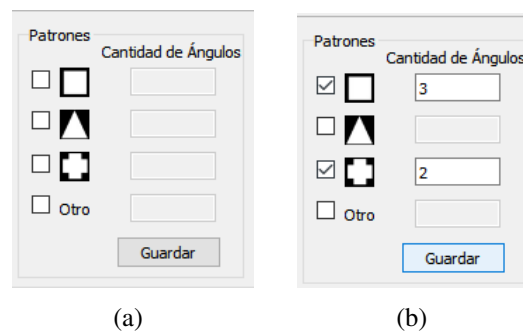 Patrones
Cantidad de Ángulos
Otro
Guardar
(a)
Patrones
Cantidad de Ángulos
3
2
Otro
Guardar
(b)